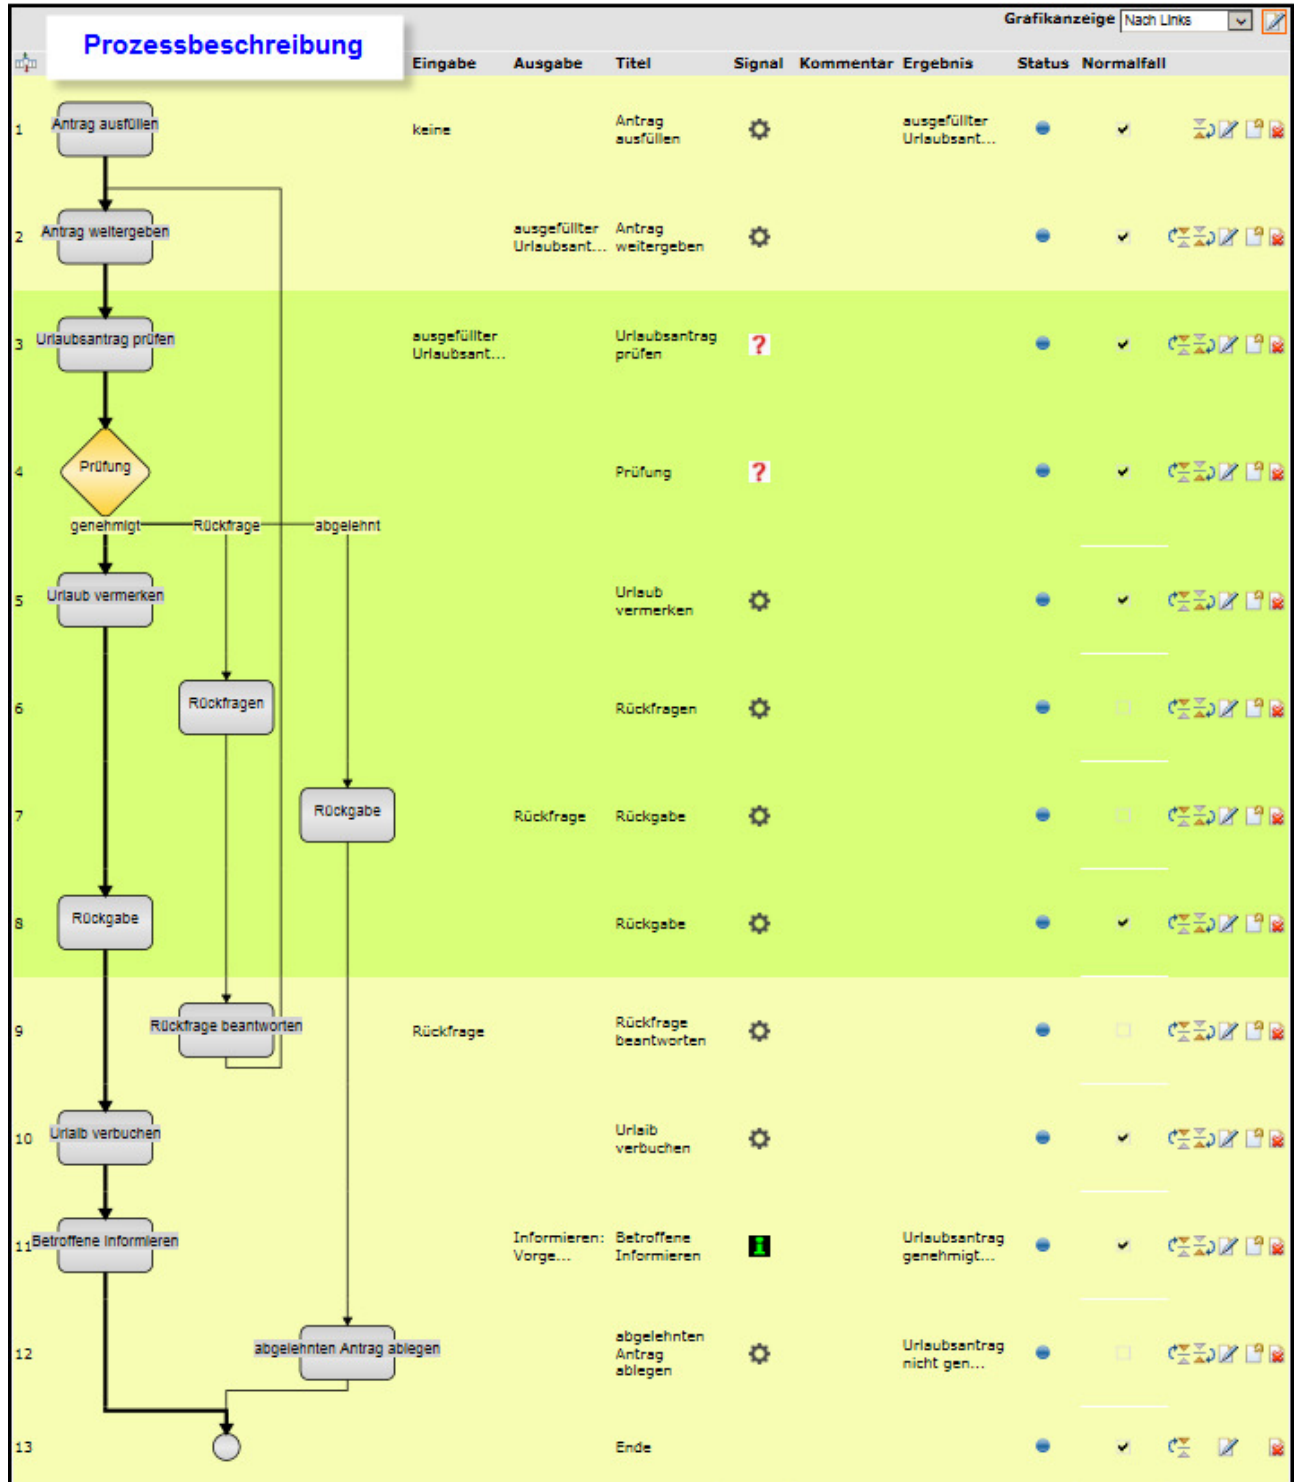 Grafikanzeige Nach Links
Prozessbeschreibung
Eingabe Ausgabe Titel Signal Kommentar Ergebnis Status Normalfall
1 Antrag ausfüllen keine Antrag ausfüllen ausgefüllter Urlaubsant...
2 Antrag weitergeben ausgefüllter Urlaubsant... Antrag weitergeben
3 Urlaubsantrag prüfen ausgefüllter Urlaubsant... Urlaubsantrag prüfen ?
4 Prüfung Prüfung ?
genehmigt Rückfrage abgelehnt
5 Urlaub vermerken Urlaub vermerken
6 Rückfragen Rückfragen
7 Rückgabe Rückfrage Rückgabe
8 Rückgabe Rückgabe
9 Rückfrage beantworten Rückfrage Rückfrage beantworten
10 Urlaib verbuchen Urlaib verbuchen
11 Betroffene Informieren Informieren: Vorge... Betroffene Informieren i Urlaubsantrag genehmigt...
12 abgelehnten Antrag ablegen abgelehnten Antrag ablegen Urlaubsantrag nicht gen...
13 Ende